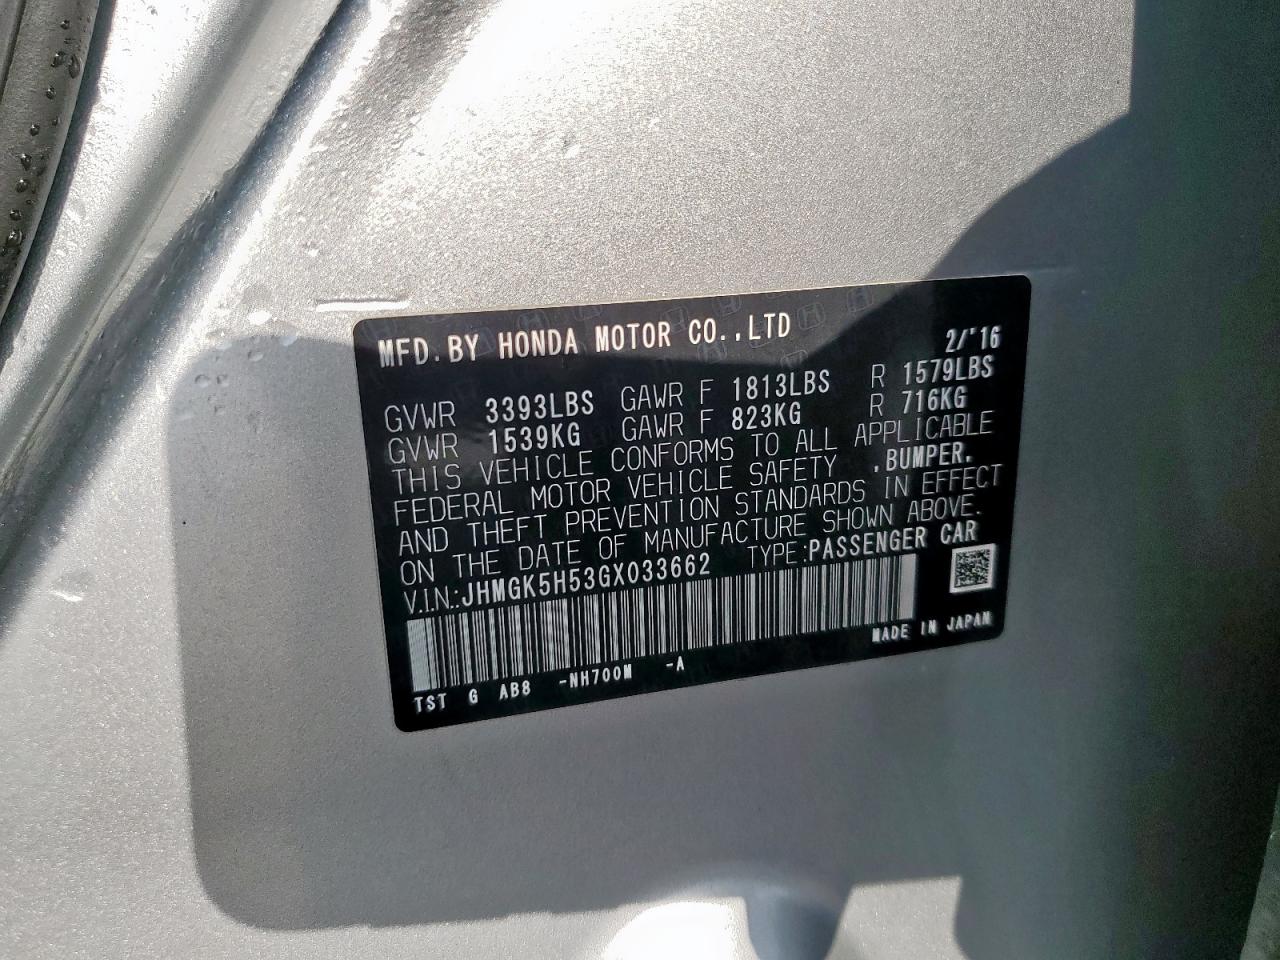 MFD. BY HONDA MOTOR CO.,LTD 2/'16
GVWR 3393LBS GAWR F 1813LBS R 1579LBS
GVWR 1539KG GAWR F 823KG R 716KG
THIS VEHICLE CONFORMS TO ALL APPLICABLE
FEDERAL MOTOR VEHICLE SAFETY ,BUMPER,
AND THEFT PREVENTION STANDARDS IN EFFECT
ON THE DATE OF MANUFACTURE SHOWN ABOVE.
V.I.N.:JHMGK5H53GX033662 TYPE:PASSENGER CAR
MADE IN JAPAN
TST G AB8 -NH700M -A